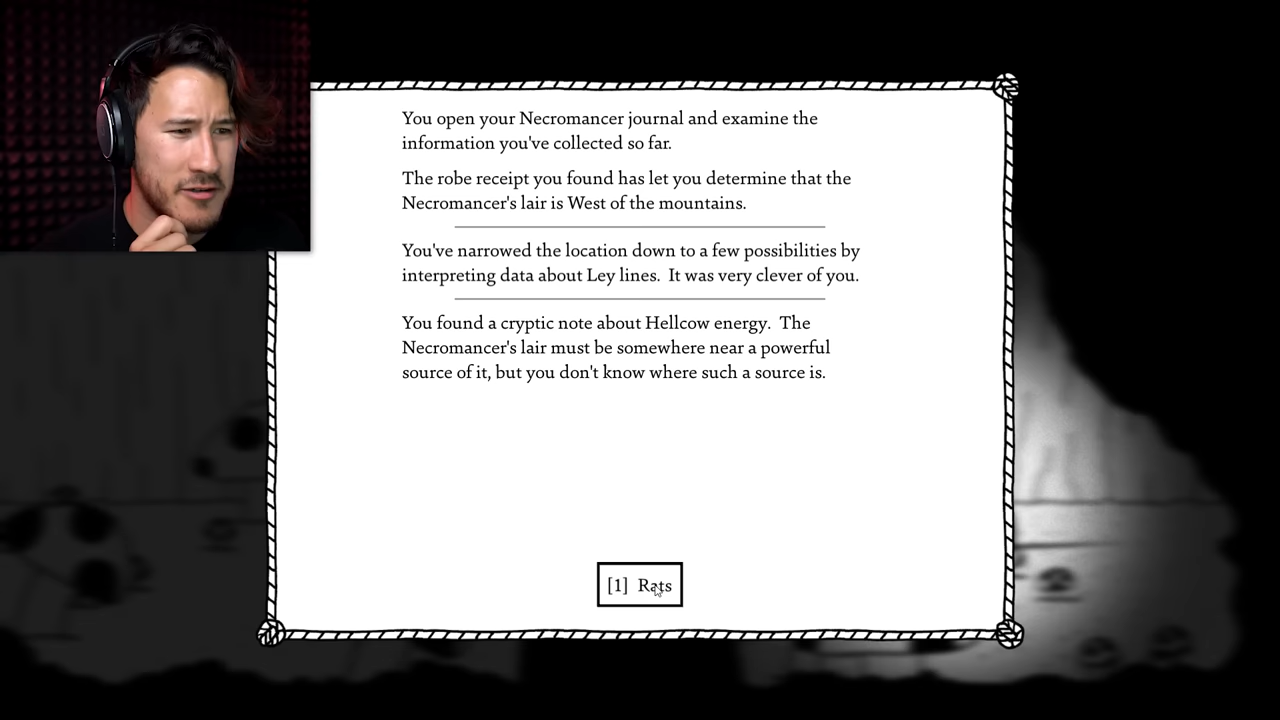 You open your Necromancer journal and examine the
information you've collected so far.
The robe receipt you found has let you determine that the
Necromancer's lair is West of the mountains.
You've narrowed the location down to a few possibilities by
interpreting data about Ley lines.  It was very clever of you.
You found a cryptic note about Hellcow energy.  The
Necromancer's lair must be somewhere near a powerful
source of it, but you don't know where such a source is.
[1]  Rats